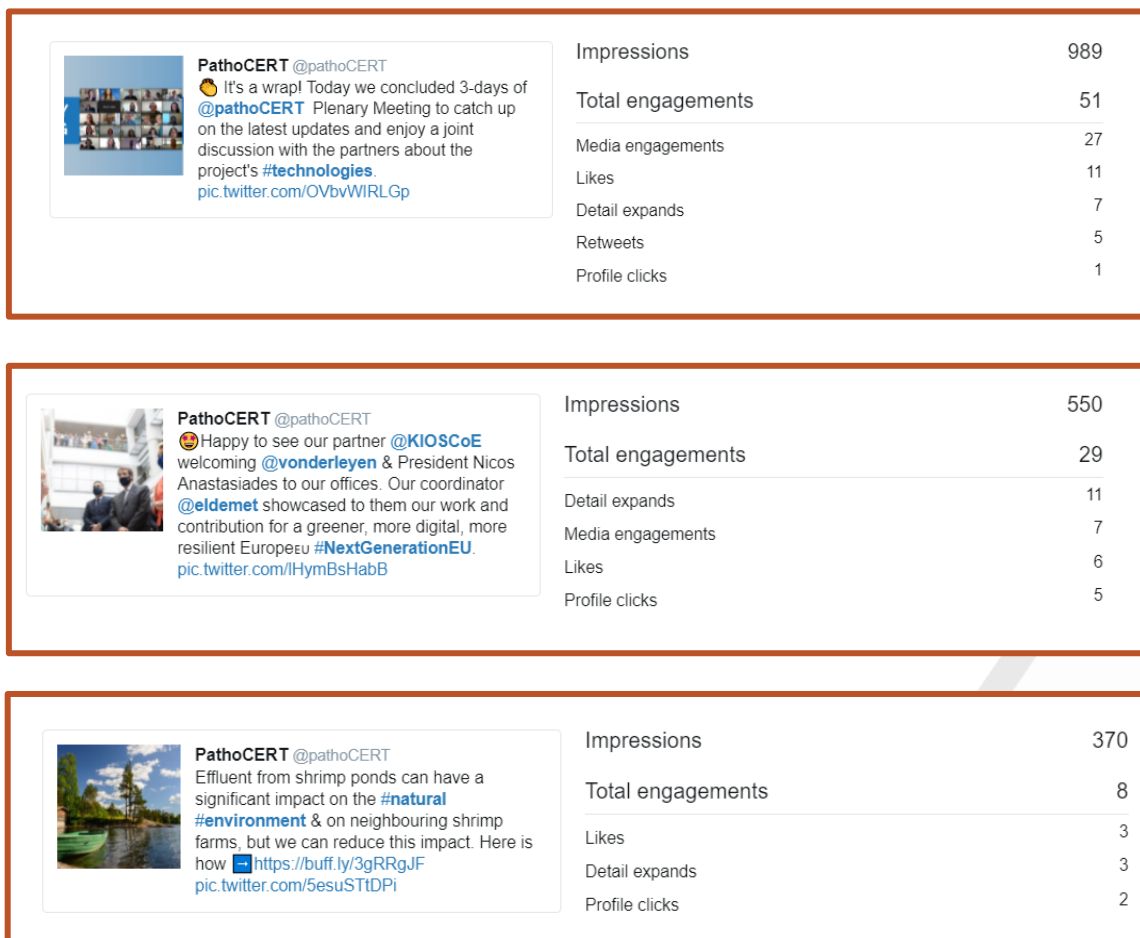 PathoCERT @pathoCERT
👏 It's a wrap! Today we concluded 3-days of
@pathoCERT Plenary Meeting to catch up
on the latest updates and enjoy a joint
discussion with the partners about the
project's #technologies.
pic.twitter.com/OVbvWIRLGp
Impressions 989
Total engagements 51
Media engagements 27
Likes 11
Detail expands 7
Retweets 5
Profile clicks 1
PathoCERT @pathoCERT
🤩Happy to see our partner @KIOSCoE
welcoming @vonderleyen & President Nicos
Anastasiades to our offices. Our coordinator
@eldemet showcased to them our work and
contribution for a greener, more digital, more
resilient Europeᴇᴜ #NextGenerationEU.
pic.twitter.com/lHymBsHabB
Impressions 550
Total engagements 29
Detail expands 11
Media engagements 7
Likes 6
Profile clicks 5
PathoCERT @pathoCERT
Effluent from shrimp ponds can have a
significant impact on the #natural
#environment & on neighbouring shrimp
farms, but we can reduce this impact. Here is
how ➡https://buff.ly/3gRRgJF
pic.twitter.com/5esuSTtDPi
Impressions 370
Total engagements 8
Likes 3
Detail expands 3
Profile clicks 2